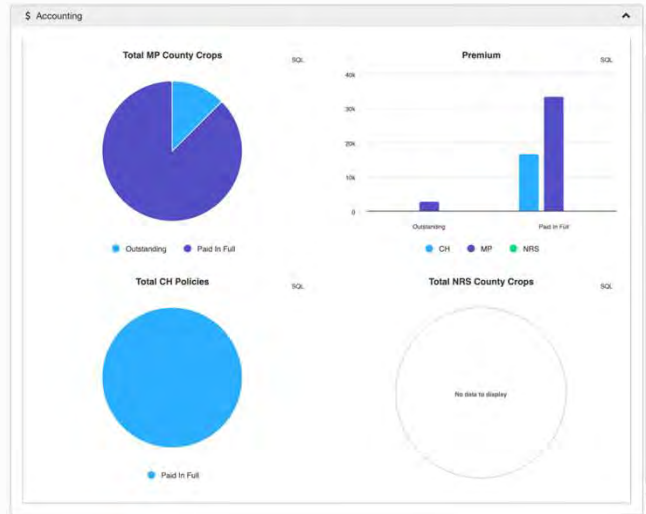 $ Accounting
Total MP County Crops
SQL
Outstanding Paid In Full
Premium
SQL
40k
30k
20k
10k
0
Outstanding Paid In Full
CH MP NRS
Total CH Policies
SQL
Paid In Full
Total NRS County Crops
SQL
No data to display